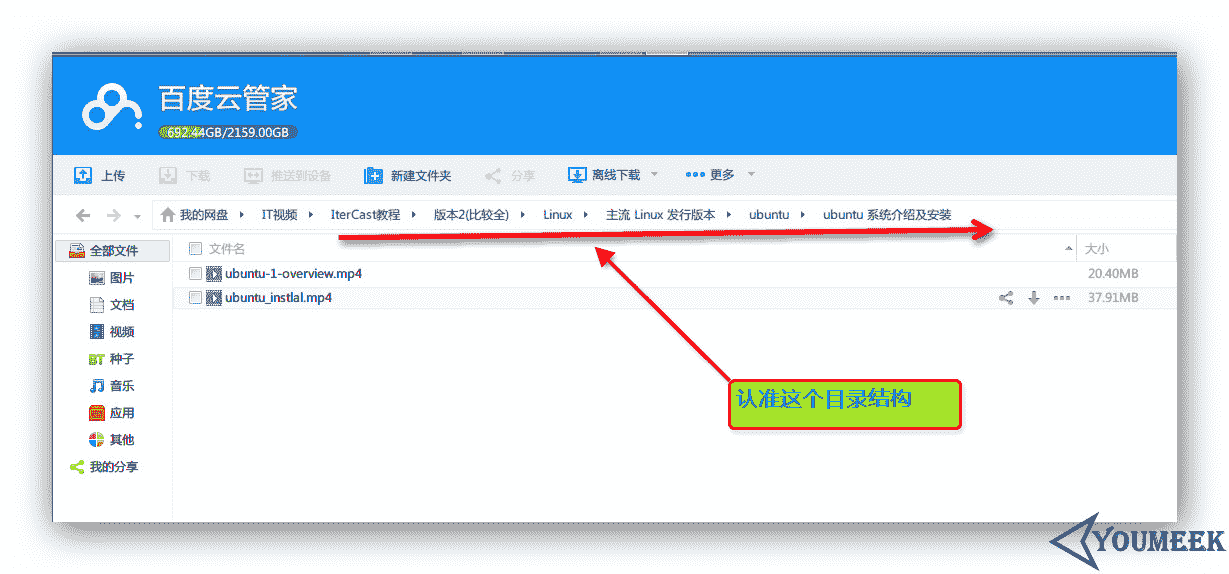 百度云管家
692.44GB/2159.00GB
上传 下载 推送到设备 新建文件夹 分享 离线下载 更多
我的网盘 IT视频 IterCast教程 版本2(比较全) Linux 主流 Linux 发行版本 ubuntu ubuntu 系统介绍及安装
全部文件 文件名 大小
ubuntu-1-overview.mp4 20.40MB
图片
ubuntu_instlal.mp4 37.91MB
文档
视频
BT 种子
音乐
应用
其他
我的分享
认准这个目录结构
YOUMEEK